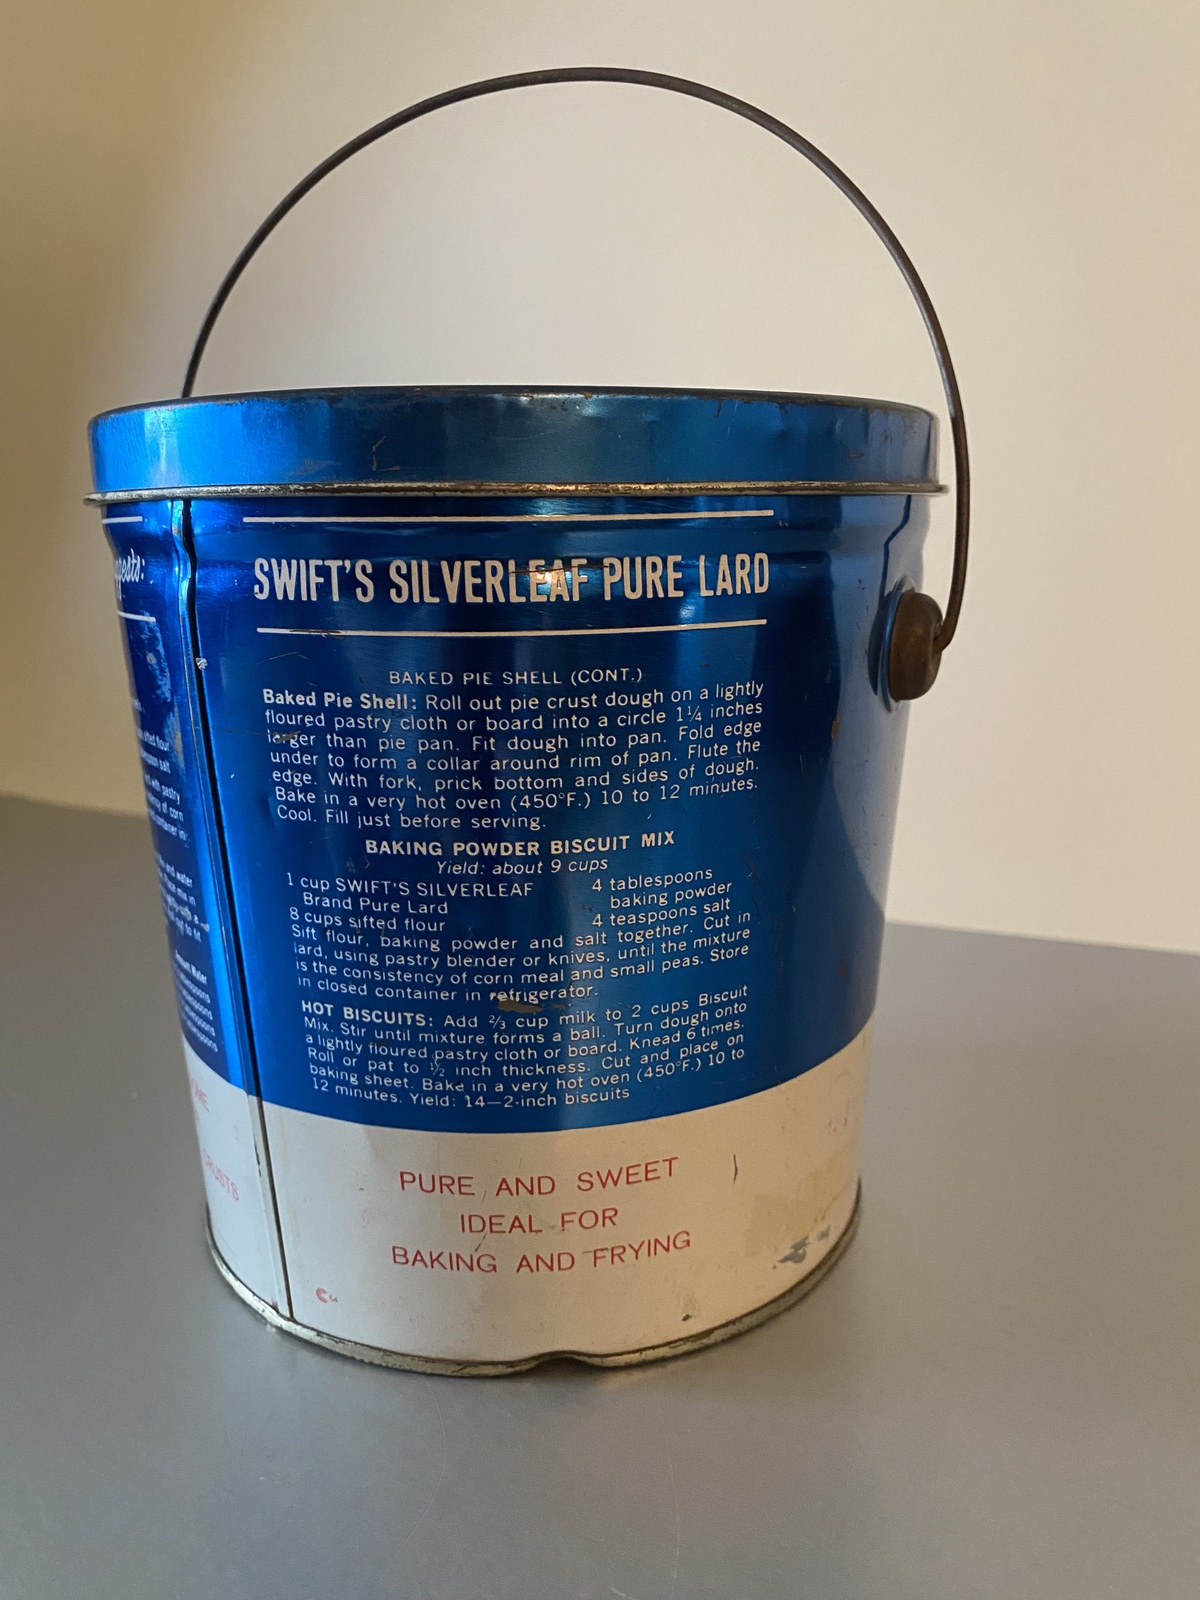 SWIFT'S SILVERLEAF PURE LARD
BAKED PIE SHELL (CONT.)
Baked Pie Shell: Roll out pie crust dough on a lightly
floured pastry cloth or board into a circle 1¼ inches
larger than pie pan. Fit dough into pan. Fold edge
under to form a collar around rim of pan. Flute the
edge. With fork, prick bottom and sides of dough.
Bake in a very hot oven (450°F.) 10 to 12 minutes.
Cool. Fill just before serving.
BAKING POWDER BISCUIT MIX
Yield: about 9 cups
1 cup SWIFT'S SILVERLEAF
Brand Pure Lard
8 cups sifted flour
4 tablespoons
baking powder
4 teaspoons salt
Sift flour, baking powder and salt together. Cut in
lard, using pastry blender or knives, until the mixture
is the consistency of corn meal and small peas. Store
in closed container in refrigerator.
HOT BISCUITS: Add ⅔ cup milk to 2 cups Biscuit
Mix. Stir until mixture forms a ball. Turn dough onto
a lightly floured pastry cloth or board. Knead 6 times.
Roll or pat to ½ inch thickness. Cut and place on
baking sheet. Bake in a very hot oven (450°F.) 10 to
12 minutes. Yield: 14—2-inch biscuits
PURE AND SWEET
IDEAL FOR
BAKING AND FRYING